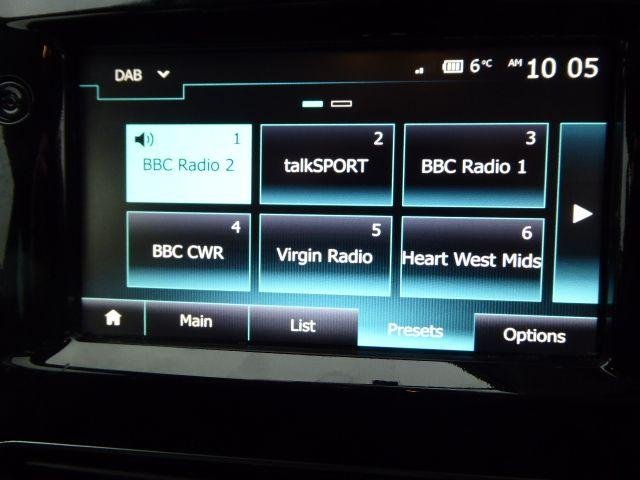 DAB
6°C
AM 10 05
1
BBC Radio 2
2
talkSPORT
3
BBC Radio 1
4
BBC CWR
5
Virgin Radio
6
Heart West Mids
Main
List
Presets
Options